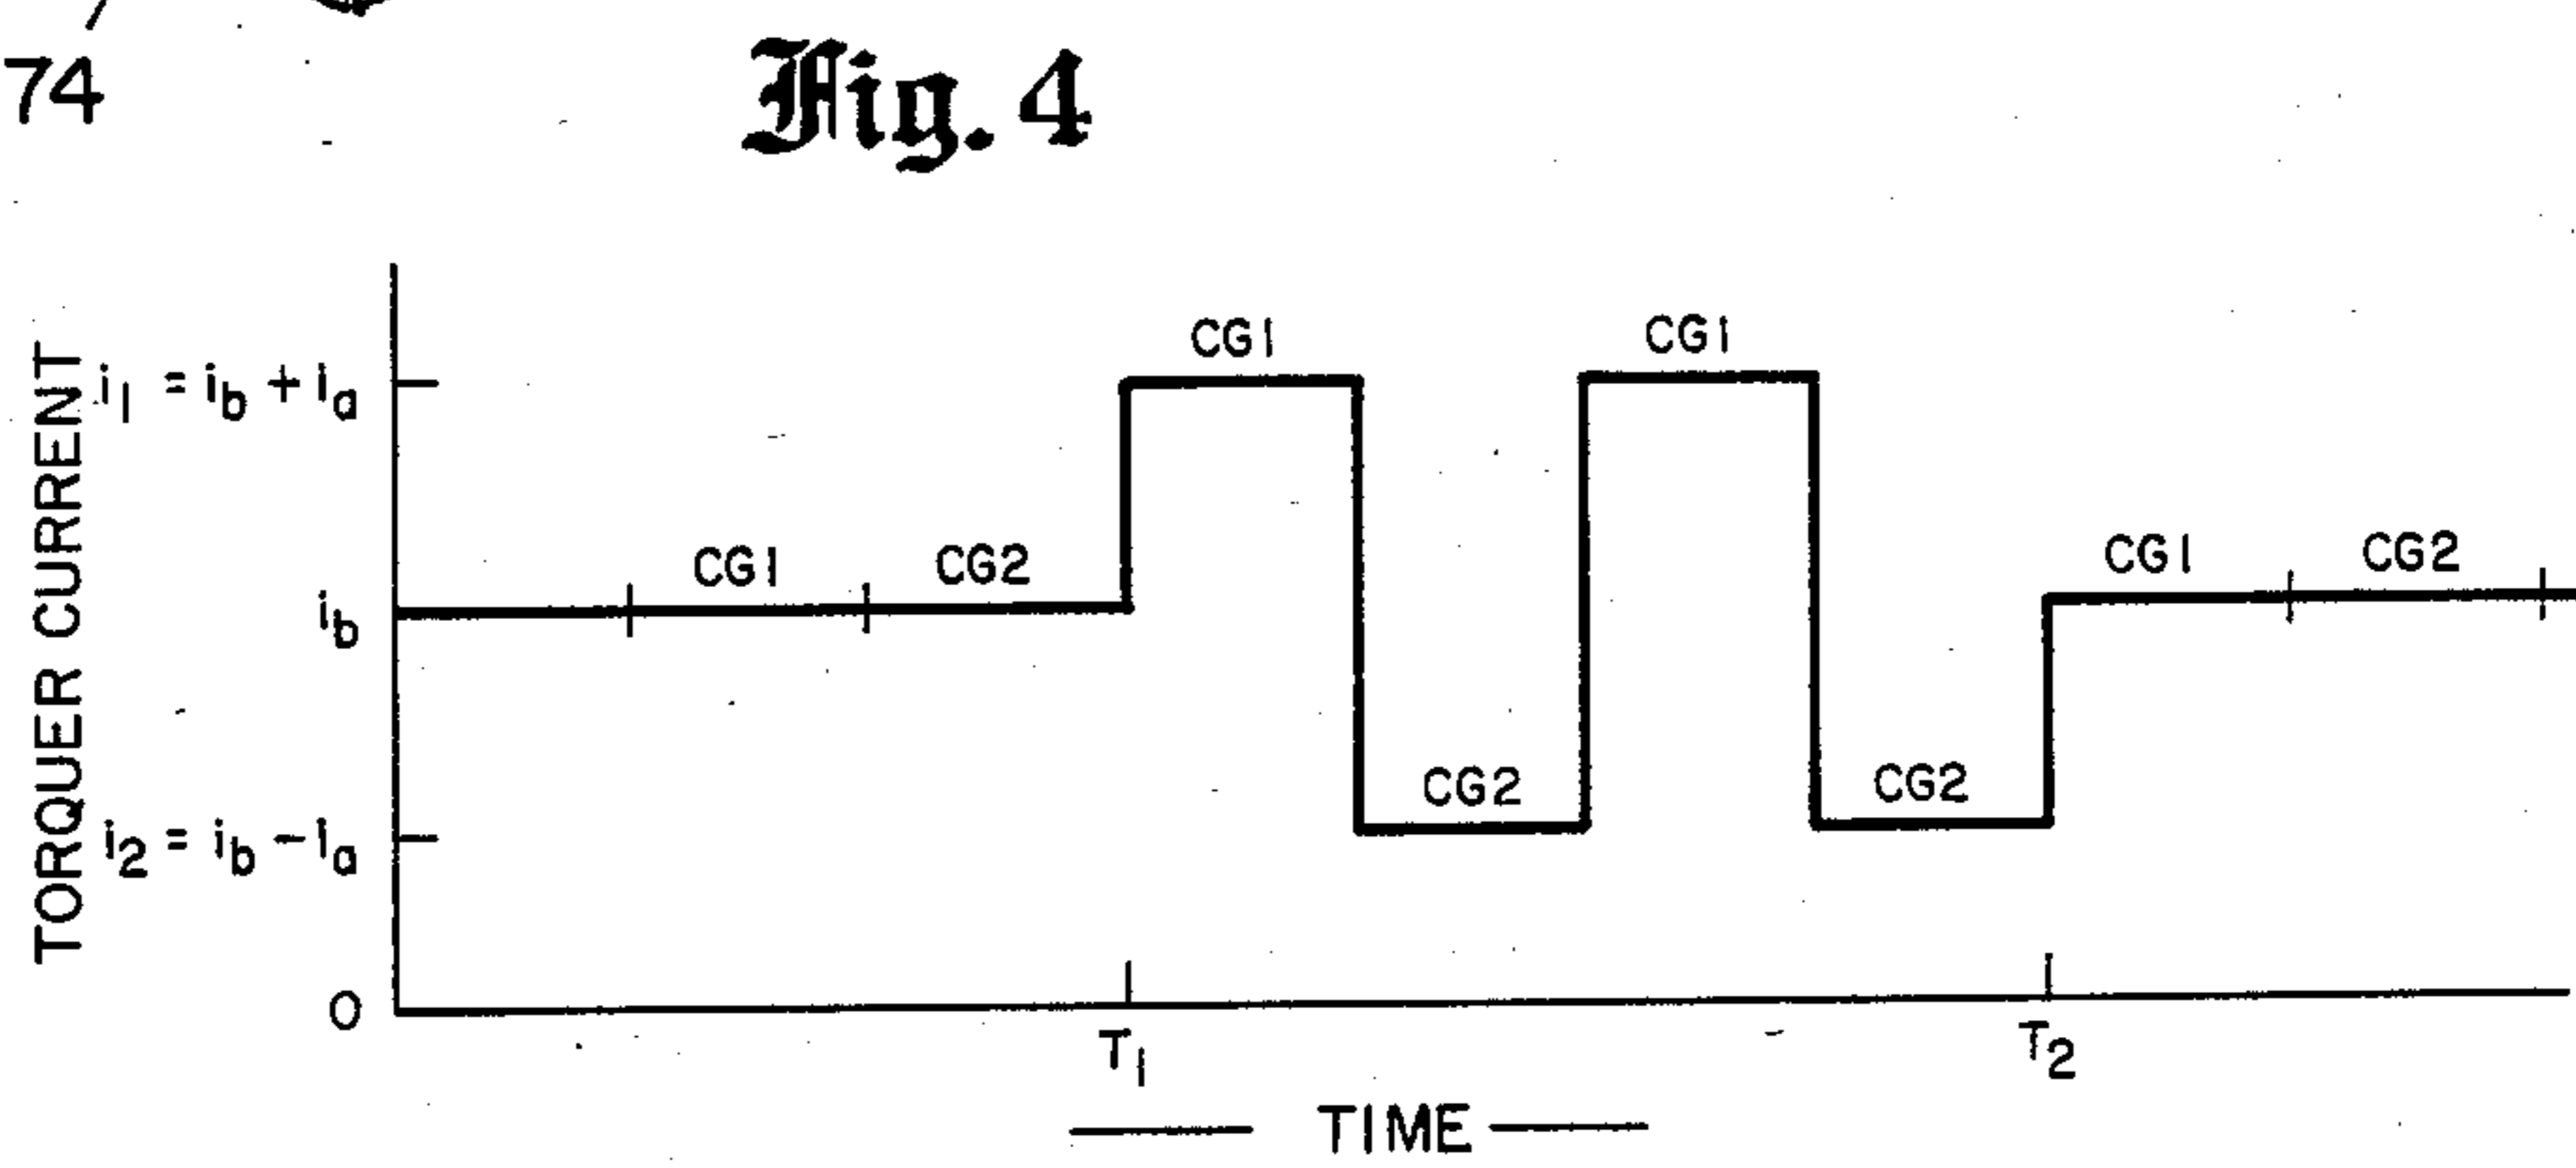 74
Fig. 4
TORQUER CURRENT
i1 = ib + ia
ib
i2 = ib - ia
0
CG1
CG2
CG1
CG2
CG1
CG2
CG1
CG2
T1
T2
TIME